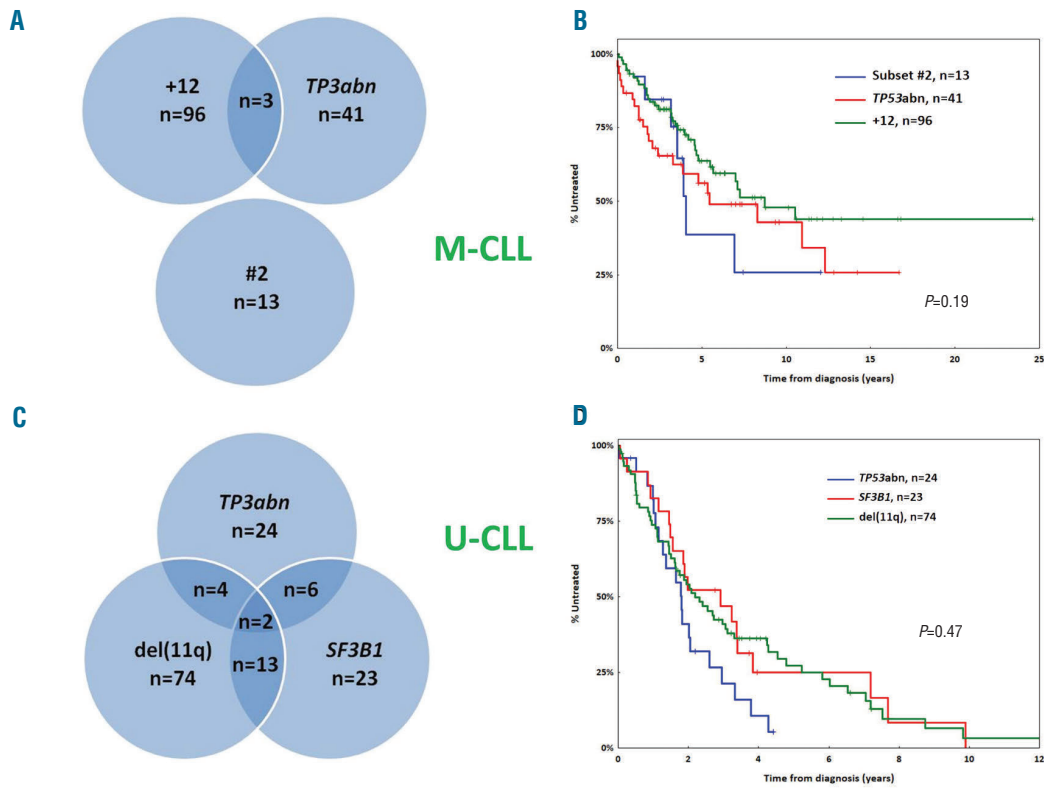 A
+12
n=96
n=3
TP3abn
n=41
#2
n=13
M-CLL
B
100%
75%
50%
25%
0%
% Untreated
Subset #2, n=13
TP53abn, n=41
+12, n=96
P=0.19
0 5 10 15 20 25
Time from diagnosis (years)
C
TP3abn
n=24
n=4
n=6
n=2
del(11q)
n=74
n=13
SF3B1
n=23
U-CLL
D
100%
75%
50%
25%
0%
% Untreated
TP53abn, n=24
SF3B1, n=23
del(11q), n=74
P=0.47
0 2 4 6 8 10 12
Time from diagnosis (years)